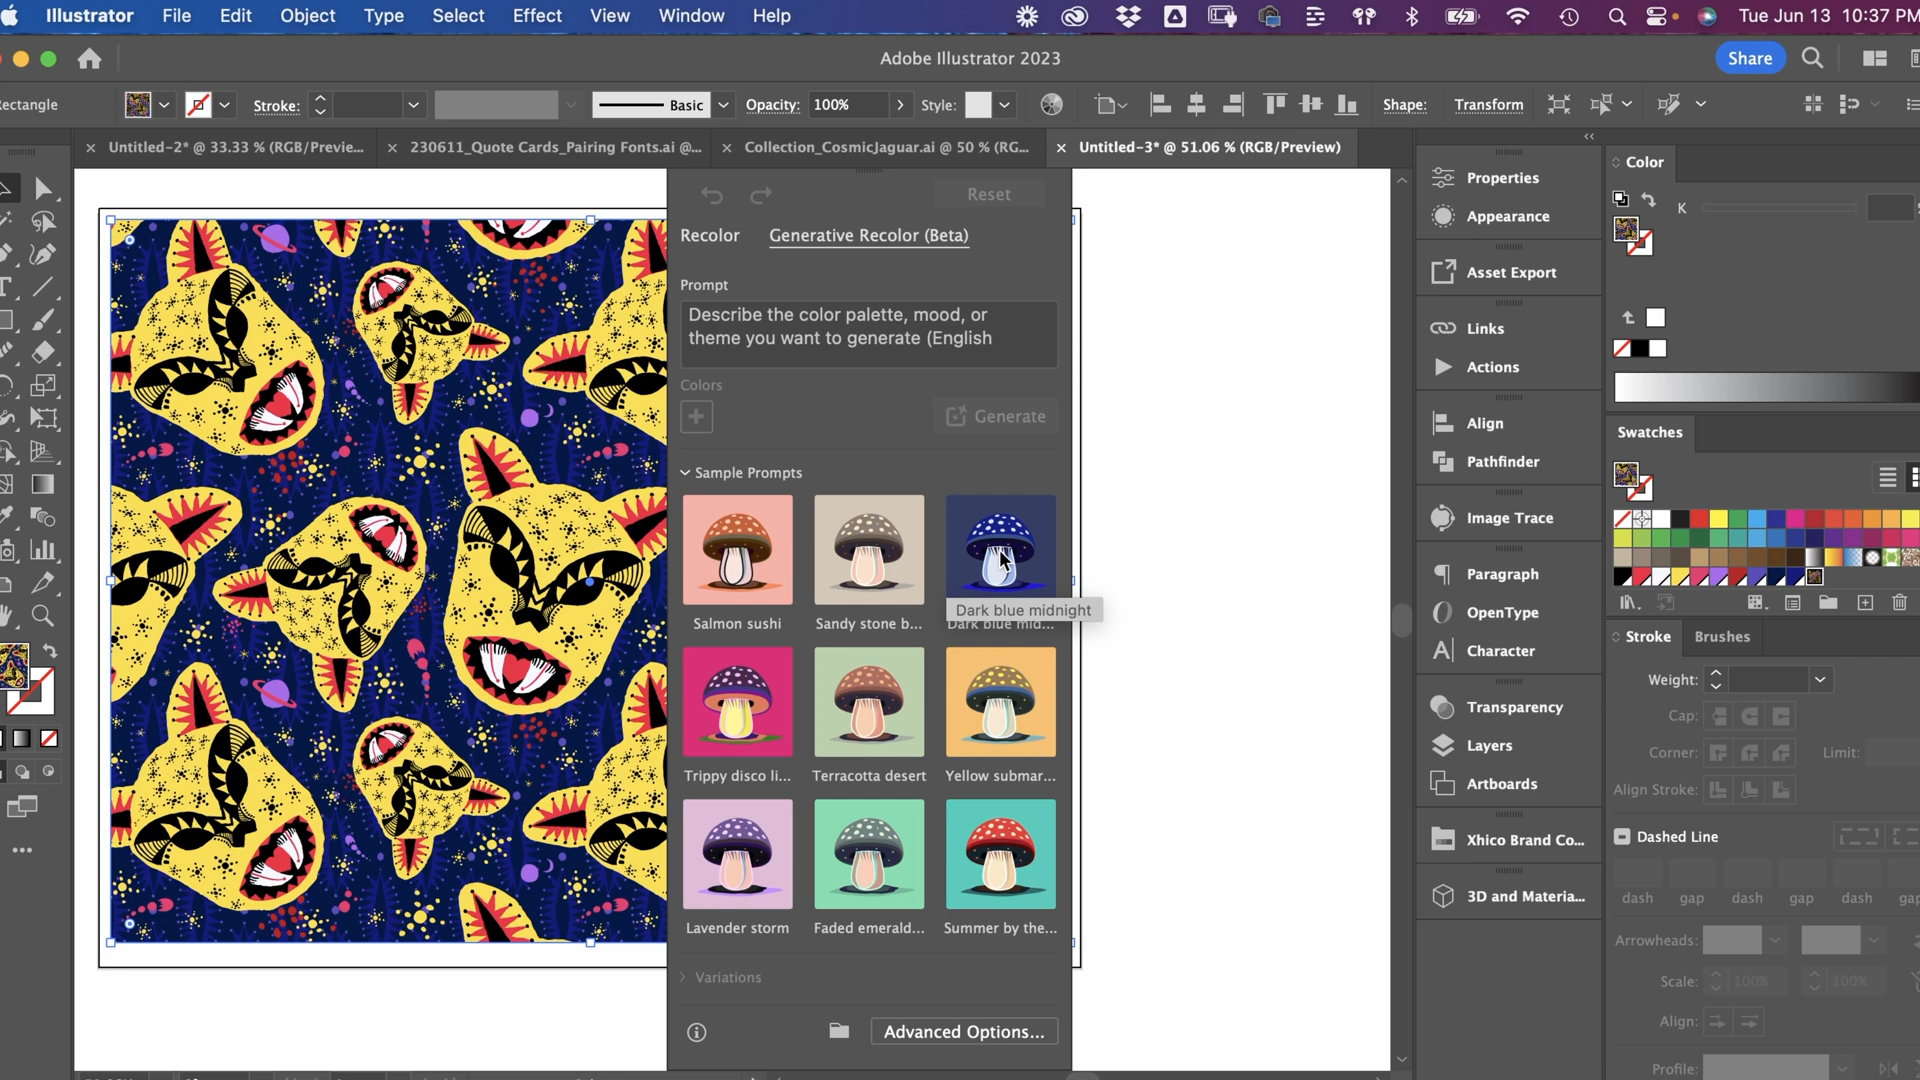 Illustrator File Edit Object Type Select Effect View Window Help Tue Jun 13 10:37 PM
Adobe Illustrator 2023
Share
Rectangle Stroke: Basic Opacity: 100% Style: Shape: Transform
Untitled-2* @ 33.33 % (RGB/Previe...
230611_Quote Cards_Pairing Fonts.ai @...
Collection_CosmicJaguar.ai @ 50 % (RG...
Untitled-3* @ 51.06 % (RGB/Preview)
Reset
Recolor
Generative Recolor (Beta)
Prompt
Describe the color palette, mood, or
theme you want to generate (English
Colors
Generate
Sample Prompts
Salmon sushi
Sandy stone b...
Dark blue midnight
Dark blue mid...
Trippy disco li...
Terracotta desert
Yellow submar...
Lavender storm
Faded emerald...
Summer by the...
Variations
Advanced Options...
Properties
Appearance
Asset Export
Links
Actions
Align
Pathfinder
Image Trace
Paragraph
OpenType
Character
Transparency
Layers
Artboards
Xhico Brand Co...
3D and Materia...
Color
K
Swatches
Stroke
Brushes
Weight:
Cap:
Corner:
Limit:
Align Stroke:
Dashed Line
dash gap dash gap dash gap
Arrowheads:
Scale: 100% 100%
Align:
Profile: